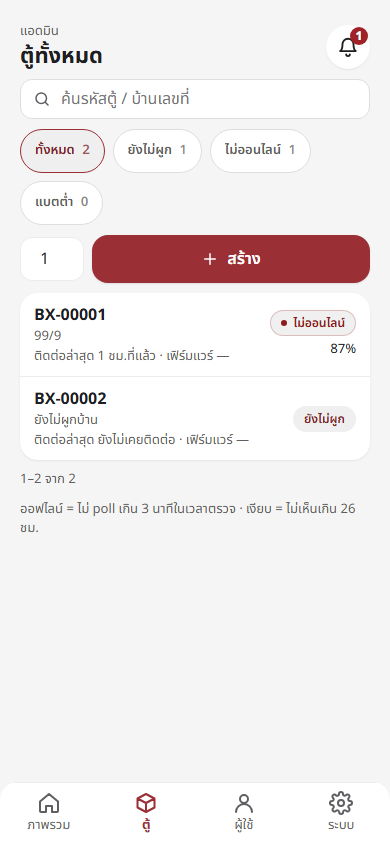 แอดมิน
ตู้ทั้งหมด
1
ค้นรหัสตู้ / บ้านเลขที่
ทั้งหมด 2
ยังไม่ผูก 1
ไม่ออนไลน์ 1
แบตต่ำ 0
1
+ สร้าง
BX-00001
99/9
ติดต่อล่าสุด 1 ชม.ที่แล้ว · เฟิร์มแวร์ —
ไม่ออนไลน์
87%
BX-00002
ยังไม่ผูกบ้าน
ติดต่อล่าสุด ยังไม่เคยติดต่อ · เฟิร์มแวร์ —
ยังไม่ผูก
1–2 จาก 2
ออฟไลน์ = ไม่ poll เกิน 3 นาทีในเวลาตรวจ · เงียบ = ไม่เห็นเกิน 26
ชม.
ภาพรวม
ตู้
ผู้ใช้
ระบบ